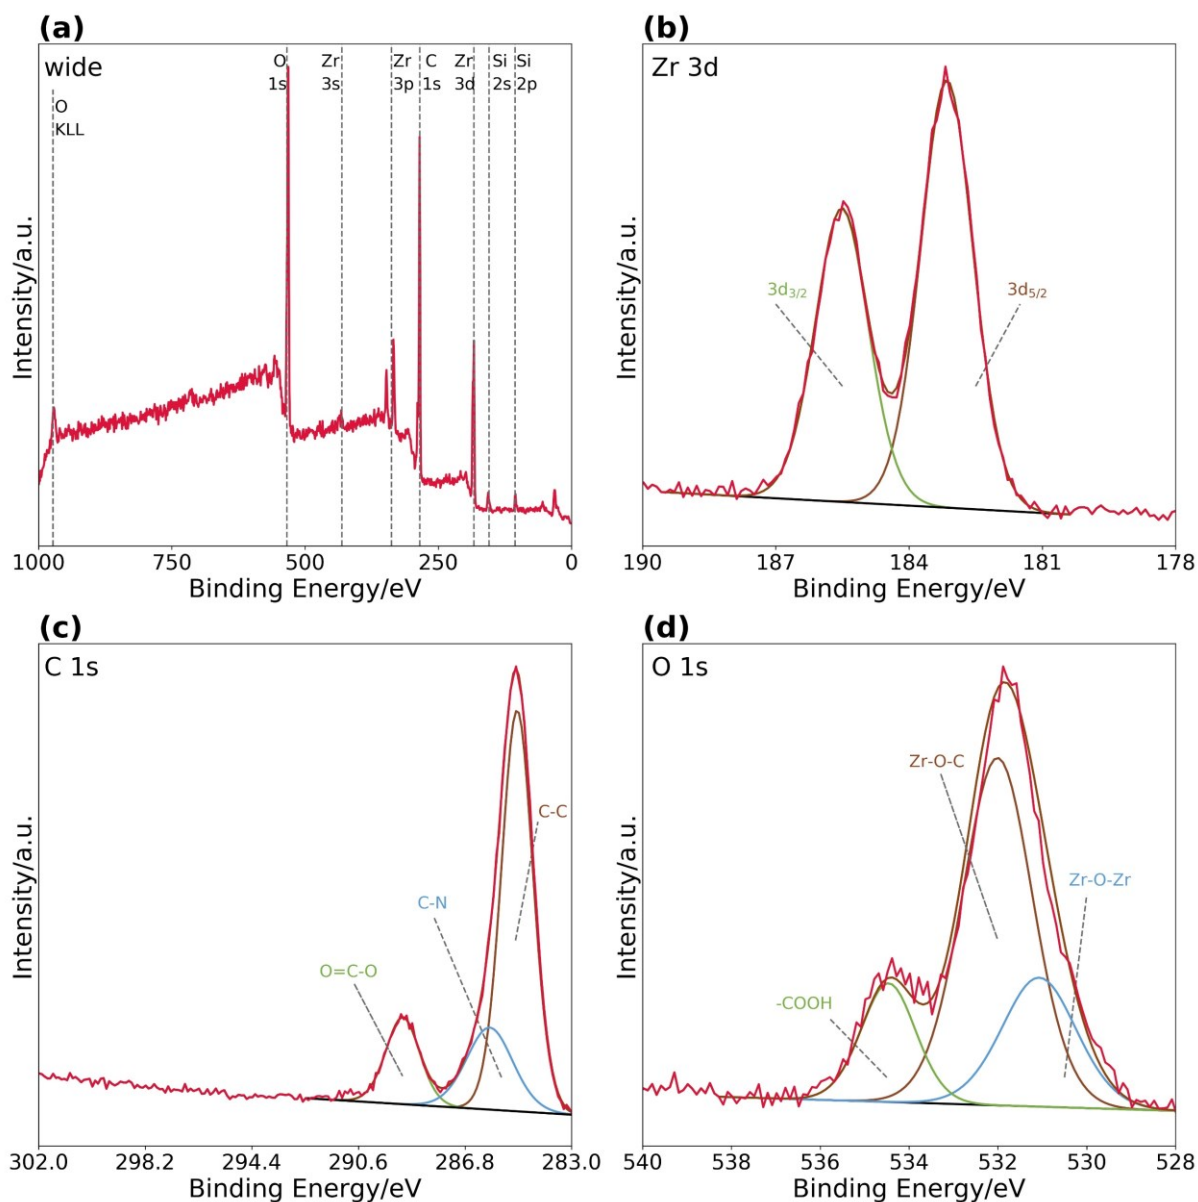 (a)
wide
O
1s
Zr
3s
Zr
3p
C
1s
Zr
3d
Si
2s
Si
2p
O
KLL
Intensity/a.u.
1000 750 500 250 0
Binding Energy/eV
(b)
Zr 3d
3d3/2
3d5/2
Intensity/a.u.
190 187 184 181 178
Binding Energy/eV
(c)
C 1s
C-C
C-N
O=C-O
Intensity/a.u.
302.0 298.2 294.4 290.6 286.8 283.0
Binding Energy/eV
(d)
O 1s
Zr-O-C
Zr-O-Zr
-COOH
Intensity/a.u.
540 538 536 534 532 530 528
Binding Energy/eV